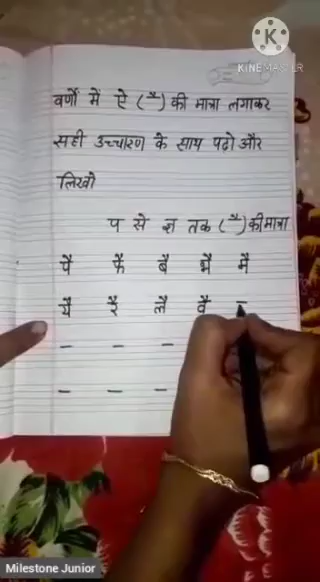 KINEMASTER
वर्णो में ऐ (ै) की मात्रा लगाकर
सही उच्चारण के साथ पढो और
लिखो
प से ज्ञ तक (ै) की मात्रा
पै फै बै भै मै
यै रै लै वै –
– – –
– – –
Milestone Junior